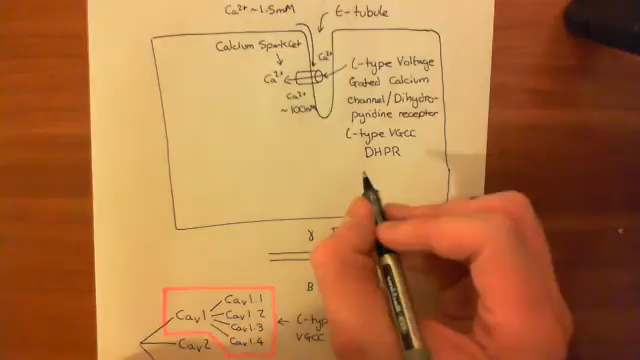 Ca²⁺ ~1.5mM
t-tubule
Calcium Sparklet
Ca²⁺
Ca²⁺
Ca²⁺
~100nM
L-type Voltage
Gated Calcium
channel/Dihydro-
pyridine receptor
L-type VGCC
DHPR
γ
B
Cav1
Cav1.1
Cav1.2
Cav1.3
Cav1.4
Cav2
← L-typ
VGCC